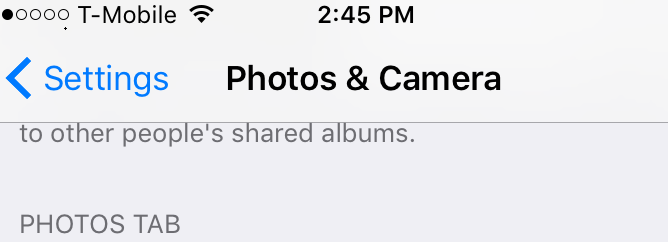 T-Mobile 2:45 PM
Settings Photos & Camera
to other people's shared albums.
PHOTOS TAB